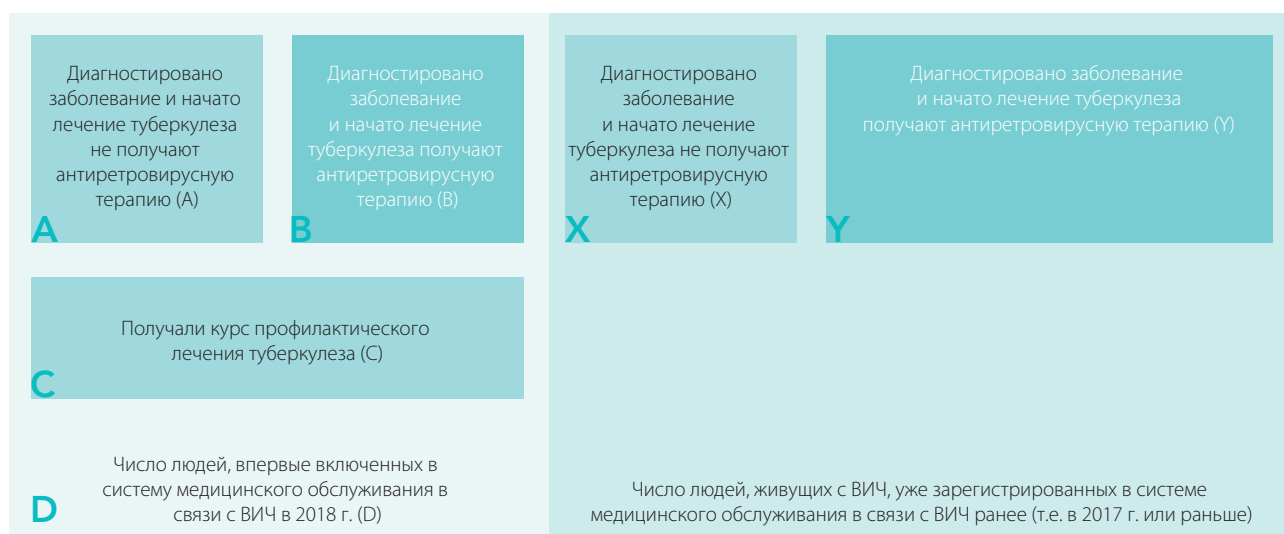 Диагностировано
заболевание и начато
лечение туберкулеза
не получают
антиретровирусную
терапию (A)
A
Диагностировано
заболевание
и начато лечение
туберкулеза получают
антиретровирусную
терапию (B)
B
Диагностировано
заболевание
и начато лечение
туберкулеза не получают
антиретровирусную
терапию (X)
X
Диагностировано заболевание
и начато лечение туберкулеза
получают антиретровирусную терапию (Y)
Y
Получали курс профилактического
лечения туберкулеза (C)
C
Число людей, впервые включенных в
систему медицинского обслуживания в
связи с ВИЧ в 2018 г. (D)
D
Число людей, живущих с ВИЧ, уже зарегистрированных в системе
медицинского обслуживания в связи с ВИЧ ранее (т.е. в 2017 г. или раньше)